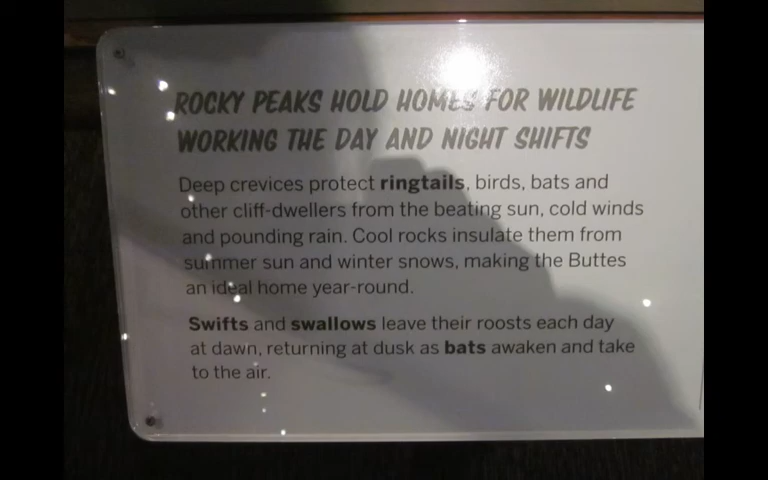 ROCKY PEAKS HOLD HOMES FOR WILDLIFE
WORKING THE DAY AND NIGHT SHIFTS
Deep crevices protect ringtails, birds, bats and
other cliff-dwellers from the beating sun, cold winds
and pounding rain. Cool rocks insulate them from
summer sun and winter snows, making the Buttes
an ideal home year-round.
Swifts and swallows leave their roosts each day
at dawn, returning at dusk as bats awaken and take
to the air.